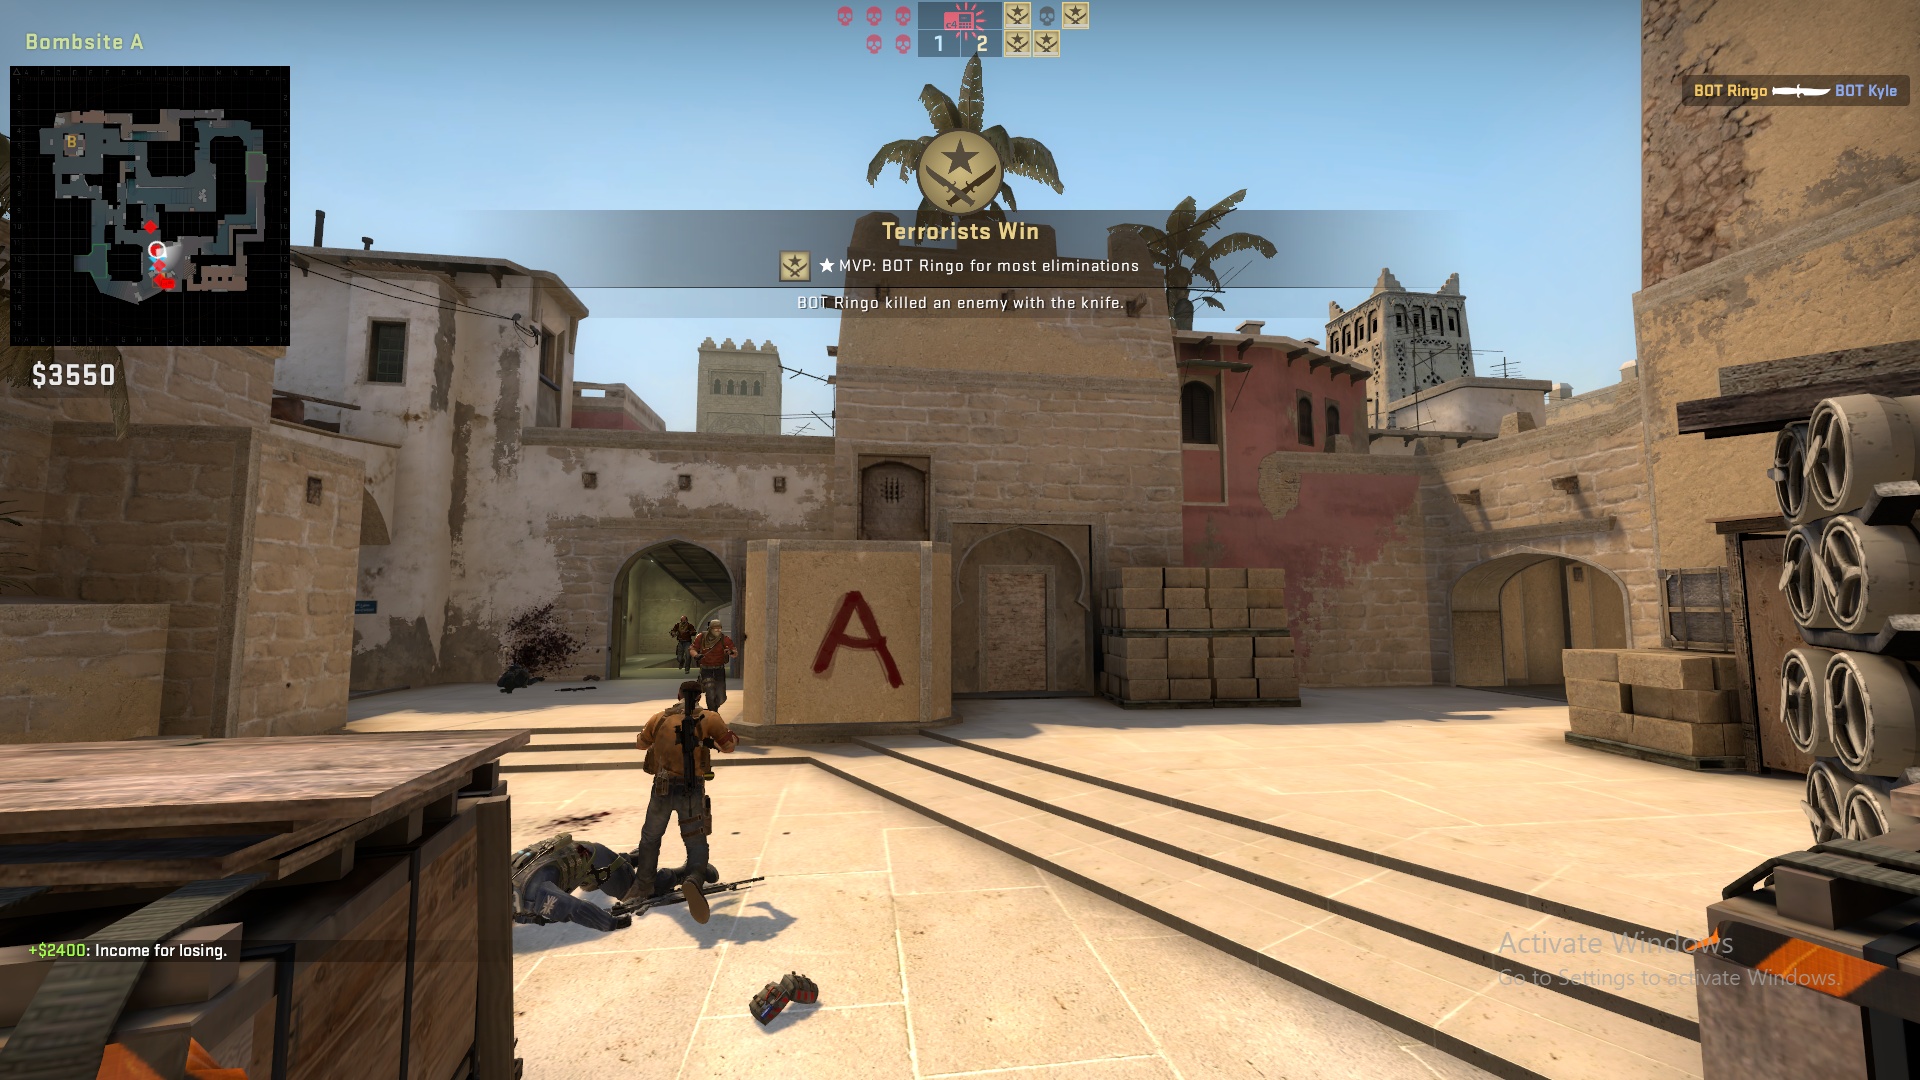 Bombsite A
c4
1 2
BOT Ringo BOT Kyle
B
Terrorists Win
MVP: BOT Ringo for most eliminations
BOT Ringo killed an enemy with the knife.
$3550
A
+$2400: Income for losing.
Activate Windows
Go to Settings to activate Windows.